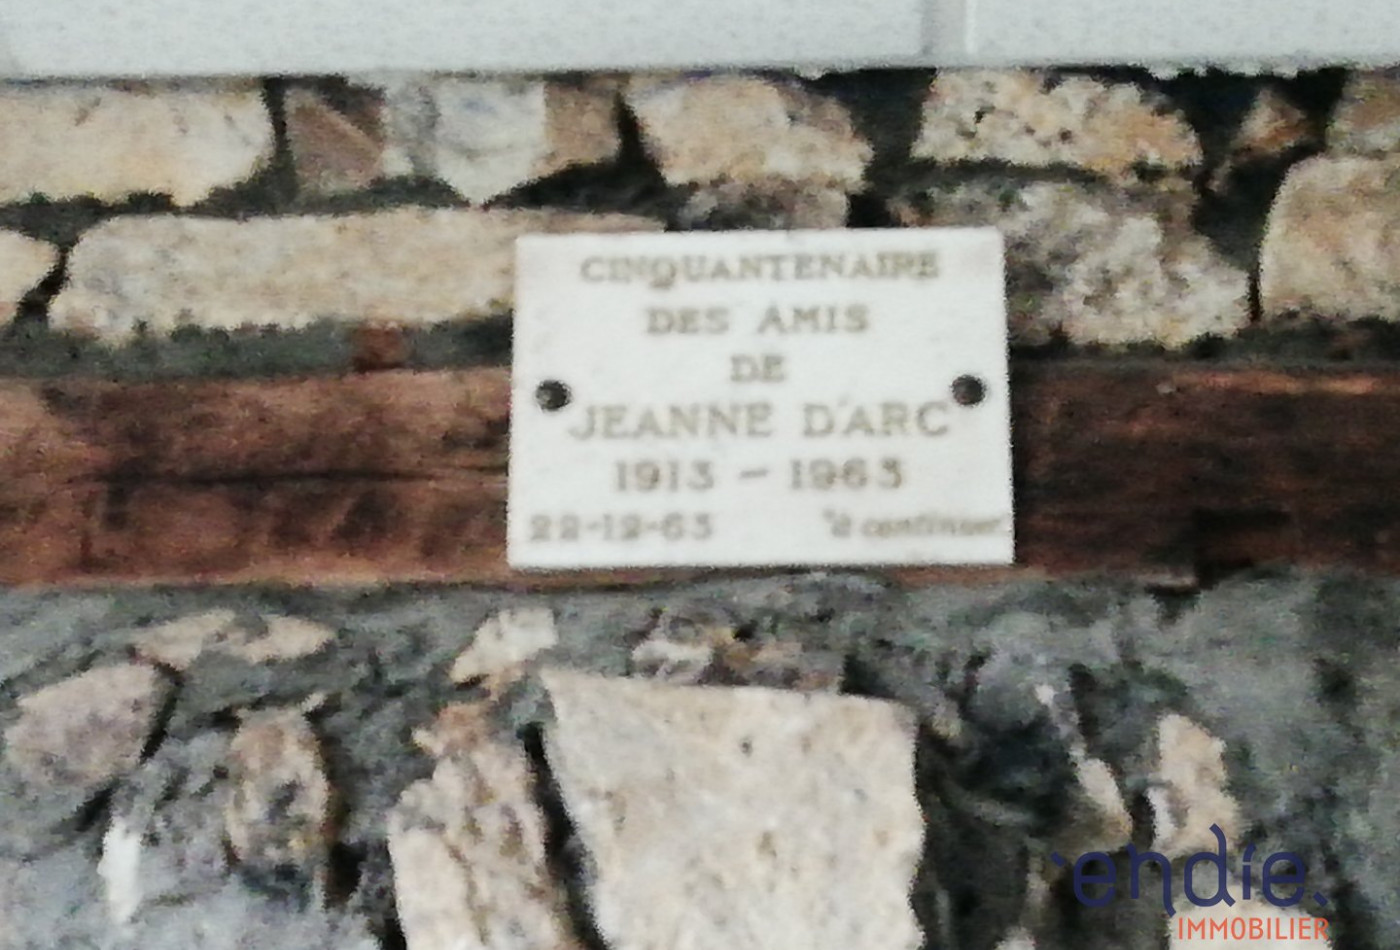 CINQUANTENAIRE
DES AMIS
DE
JEANNE D'ARC
1913 - 1963
22-12-63 "à continuer"
endie.
IMMOBILIER